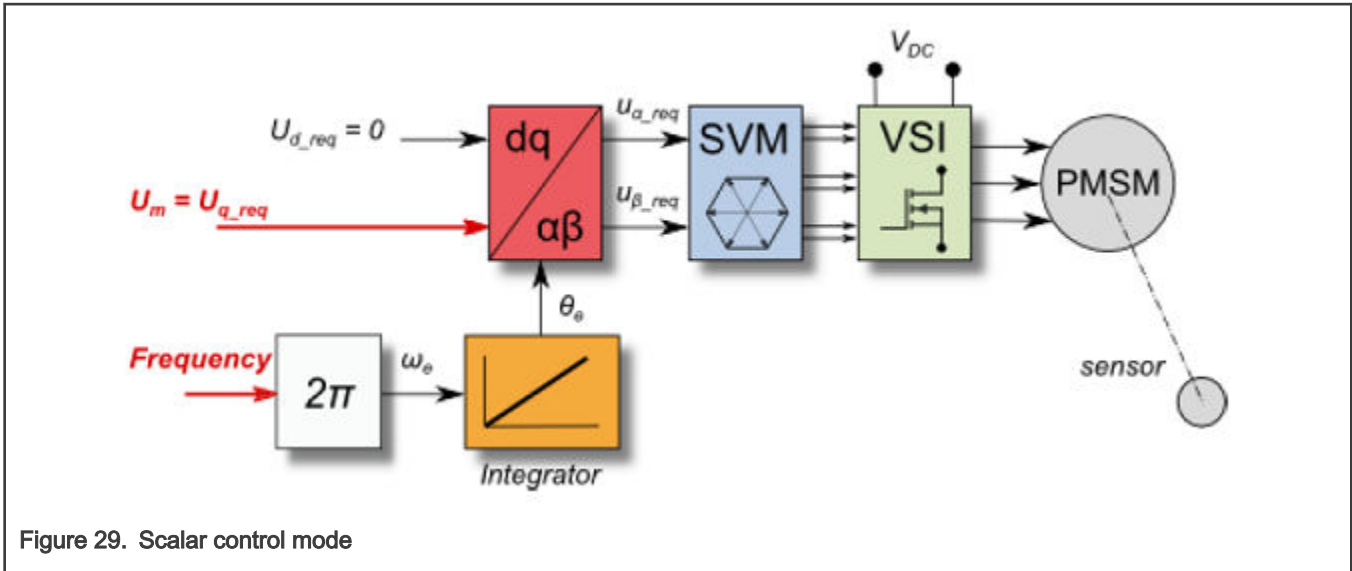 V_DC
U_d_req = 0
dq
αβ
u_α_req
u_β_req
SVM
VSI
PMSM
U_m = U_q_req
θ_e
Frequency
2π
ω_e
Integrator
sensor
Figure 29. Scalar control mode